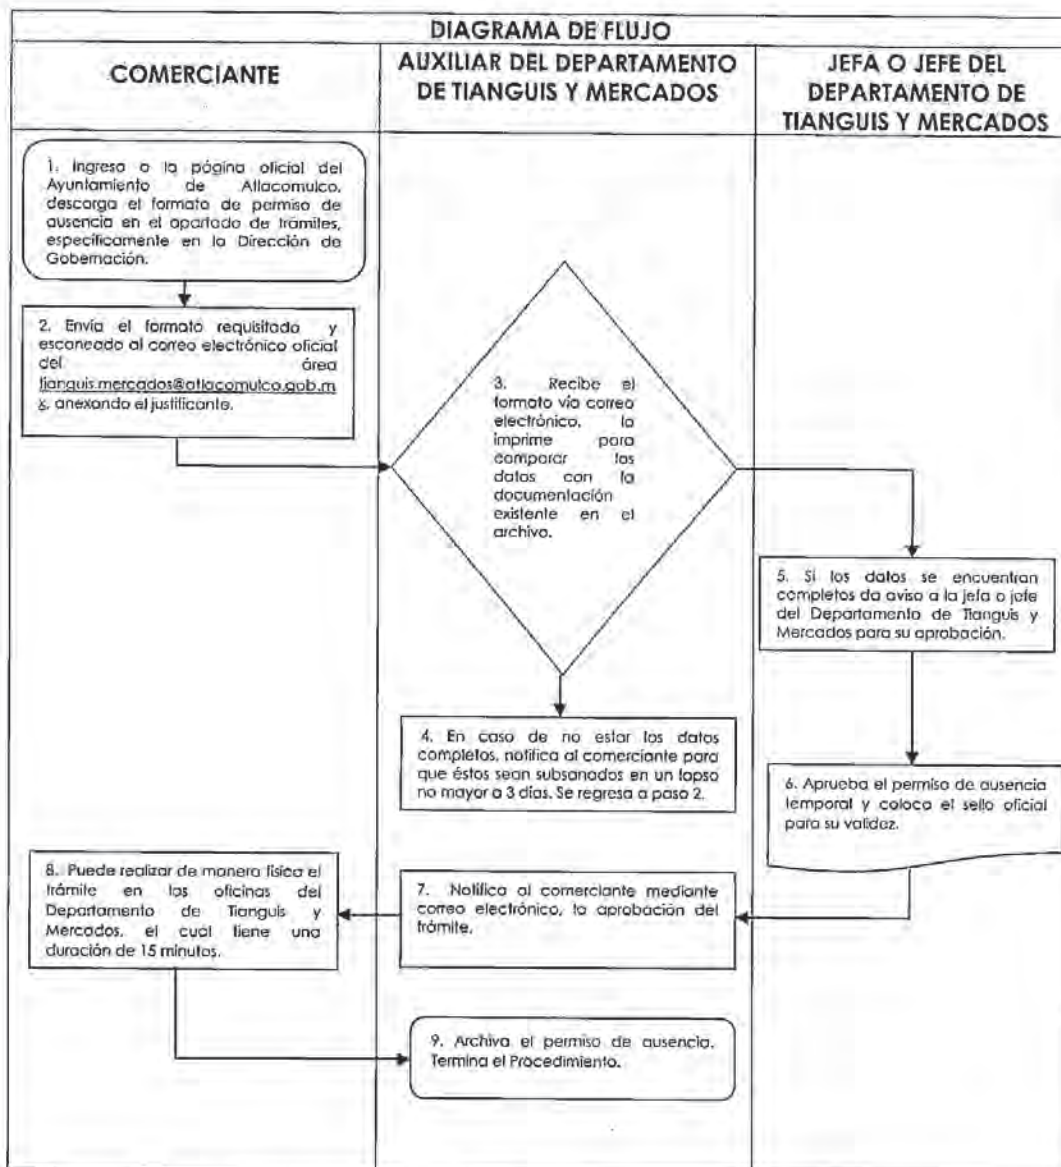 DIAGRAMA DE FLUJO
COMERCIANTE
AUXILIAR DEL DEPARTAMENTO
DE TIANGUIS Y MERCADOS
JEFA O JEFE DEL
DEPARTAMENTO DE
TIANGUIS Y MERCADOS
1. Ingresa a la página oficial del
Ayuntamiento de Atlacomulco,
descarga el formato de permiso de
ausencia en el apartado de trámites,
específicamente en la Dirección de
Gobernación.
2. Envía el formato requisitado y
escaneado al correo electrónico oficial
del área
tianguis.mercados@atlacomulco.gob.m
x, anexando el justificante.
3. Recibe el
formato vía correo
electrónico, lo
imprime para
comparar los
datos con la
documentación
existente en el
archivo.
5. Si los datos se encuentran
completos da aviso a la jefa o jefe
del Departamento de Tianguis y
Mercados para su aprobación.
4. En caso de no estar los datos
completos, notifica al comerciante para
que éstos sean subsanados en un lapso
no mayor a 3 días. Se regresa a paso 2.
6. Aprueba el permiso de ausencia
temporal y coloca el sello oficial
para su validez.
8. Puede realizar de manera física el
trámite en las oficinas del
Departamento de Tianguis y
Mercados, el cual tiene una
duración de 15 minutos.
7. Notifica al comerciante mediante
correo electrónico, la aprobación del
trámite.
9. Archiva el permiso de ausencia.
Termina el Procedimiento.